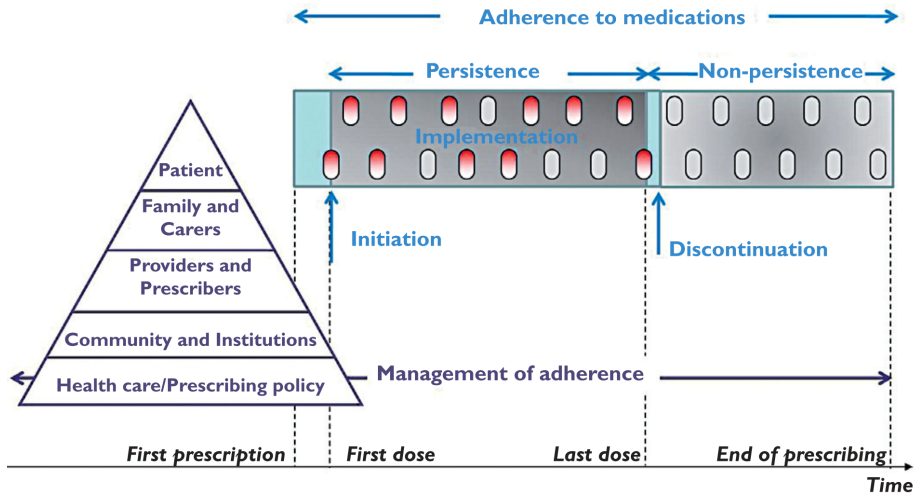 Adherence to medications
Persistence
Non-persistence
Implementation
Initiation
Discontinuation
Patient
Family and
Carers
Providers and
Prescribers
Community and Institutions
Health care/Prescribing policy
Management of adherence
First prescription
First dose
Last dose
End of prescribing
Time